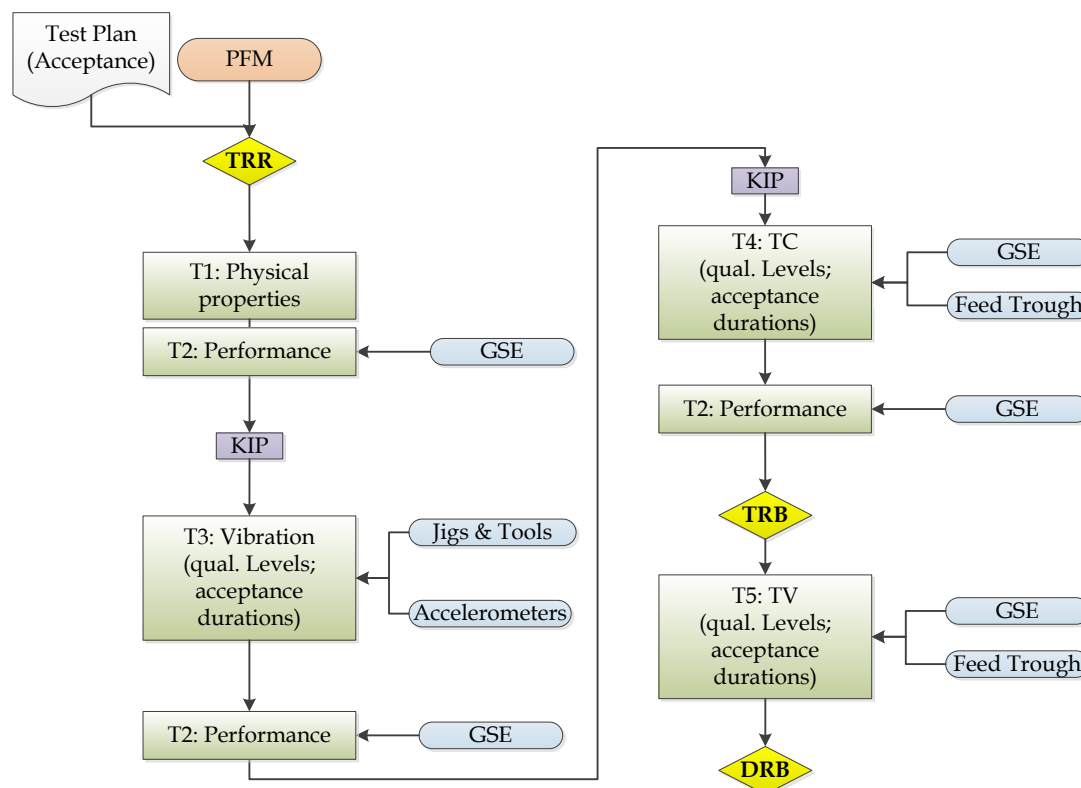 Test Plan
(Acceptance)
PFM
TRR
T1: Physical
properties
T2: Performance
GSE
KIP
T3: Vibration
(qual. Levels;
acceptance
durations)
Jigs & Tools
Accelerometers
T2: Performance
GSE
KIP
T4: TC
(qual. Levels;
acceptance
durations)
GSE
Feed Trough
T2: Performance
GSE
TRB
T5: TV
(qual. Levels;
acceptance
durations)
GSE
Feed Trough
DRB